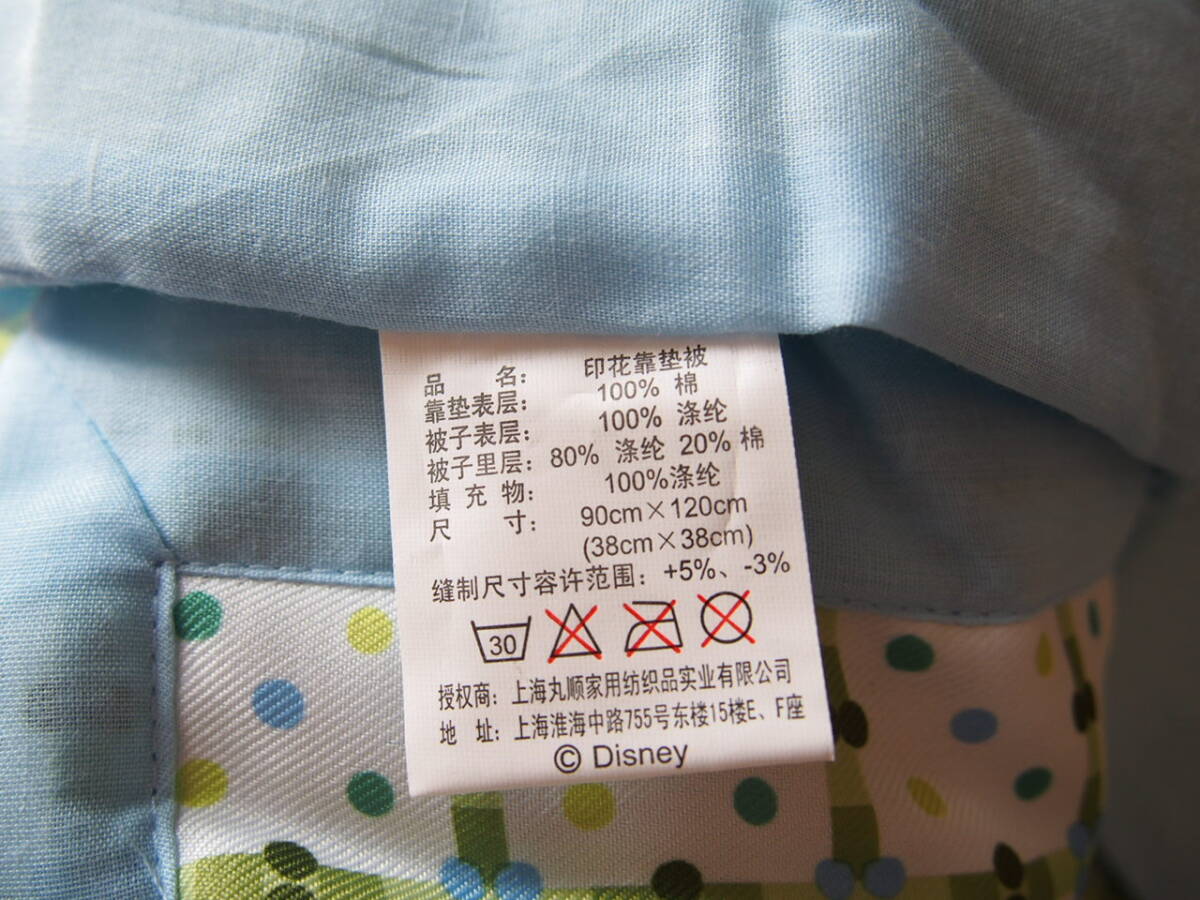 品 名： 印花靠垫被
靠垫表层： 100% 棉
被子表层： 100% 涤纶
被子里层： 80% 涤纶 20% 棉
填 充 物： 100%涤纶
尺 寸： 90cm×120cm
(38cm×38cm)
缝制尺寸容许范围：+5%、-3%
30
授权商：上海丸顺家用纺织品实业有限公司
地 址：上海淮海中路755号东楼15楼E、F座
© Disney